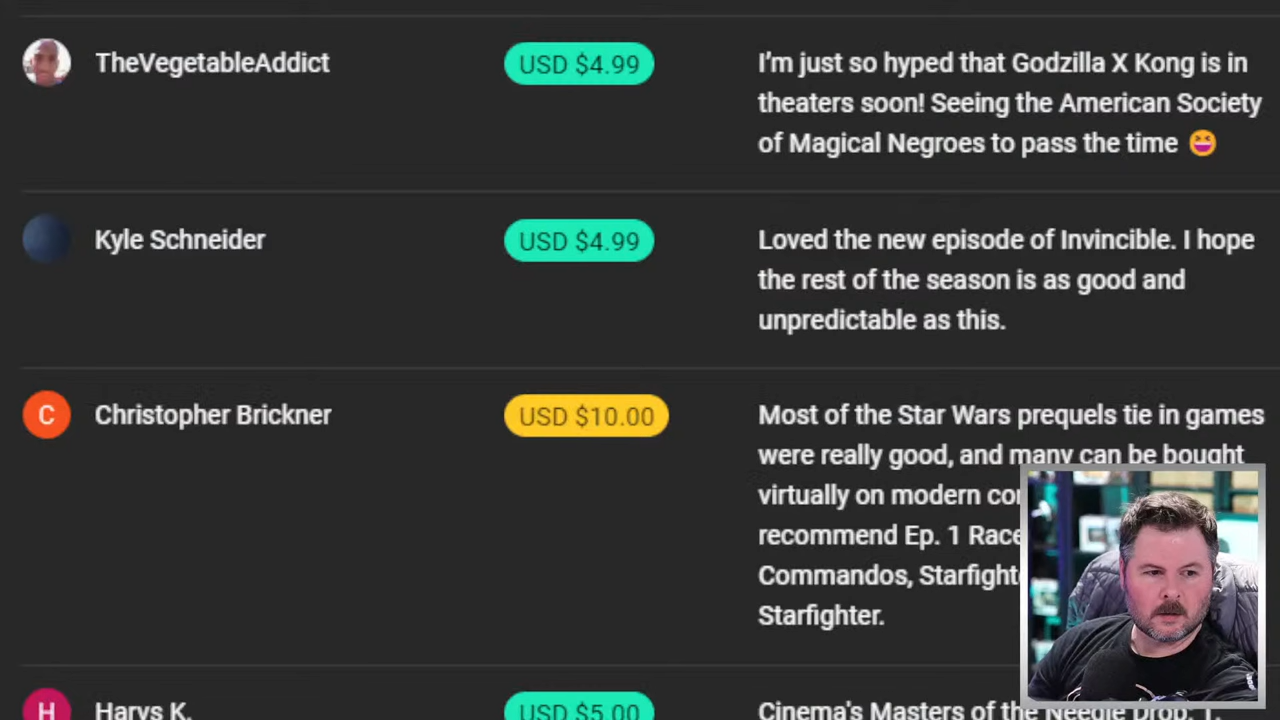 TheVegetableAddict
USD $4.99
I'm just so hyped that Godzilla X Kong is in
theaters soon! Seeing the American Society
of Magical Negroes to pass the time 😆
Kyle Schneider
USD $4.99
Loved the new episode of Invincible. I hope
the rest of the season is as good and
unpredictable as this.
C
Christopher Brickner
USD $10.00
Most of the Star Wars prequels tie in games
were really good, and many can be bought
virtually on modern
recommend Ep. 1
Commandos,
Starfighter.
H
Harys K.
USD $5.00
Cinema's Masters of the Needle Drop: